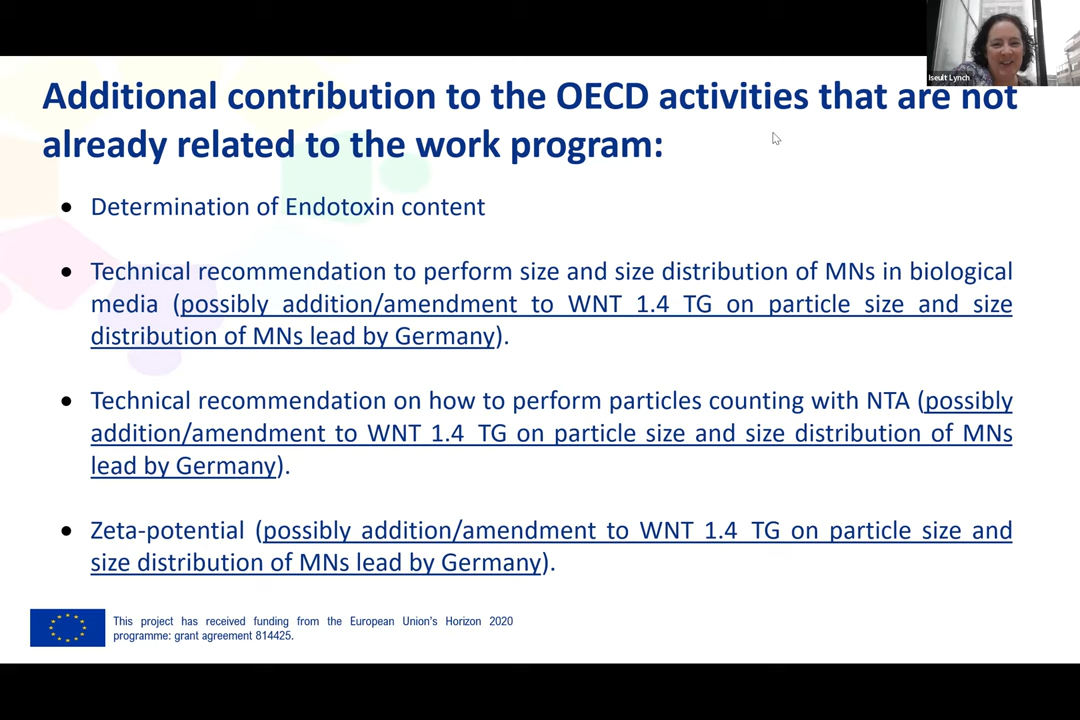 Iseult Lynch
Additional contribution to the OECD activities that are not
already related to the work program:
• Determination of Endotoxin content
• Technical recommendation to perform size and size distribution of MNs in biological
media (possibly addition/amendment to WNT 1.4 TG on particle size and size
distribution of MNs lead by Germany).
• Technical recommendation on how to perform particles counting with NTA (possibly
addition/amendment to WNT 1.4 TG on particle size and size distribution of MNs
lead by Germany).
• Zeta-potential (possibly addition/amendment to WNT 1.4 TG on particle size and
size distribution of MNs lead by Germany).
This project has received funding from the European Union's Horizon 2020
programme: grant agreement 814425.